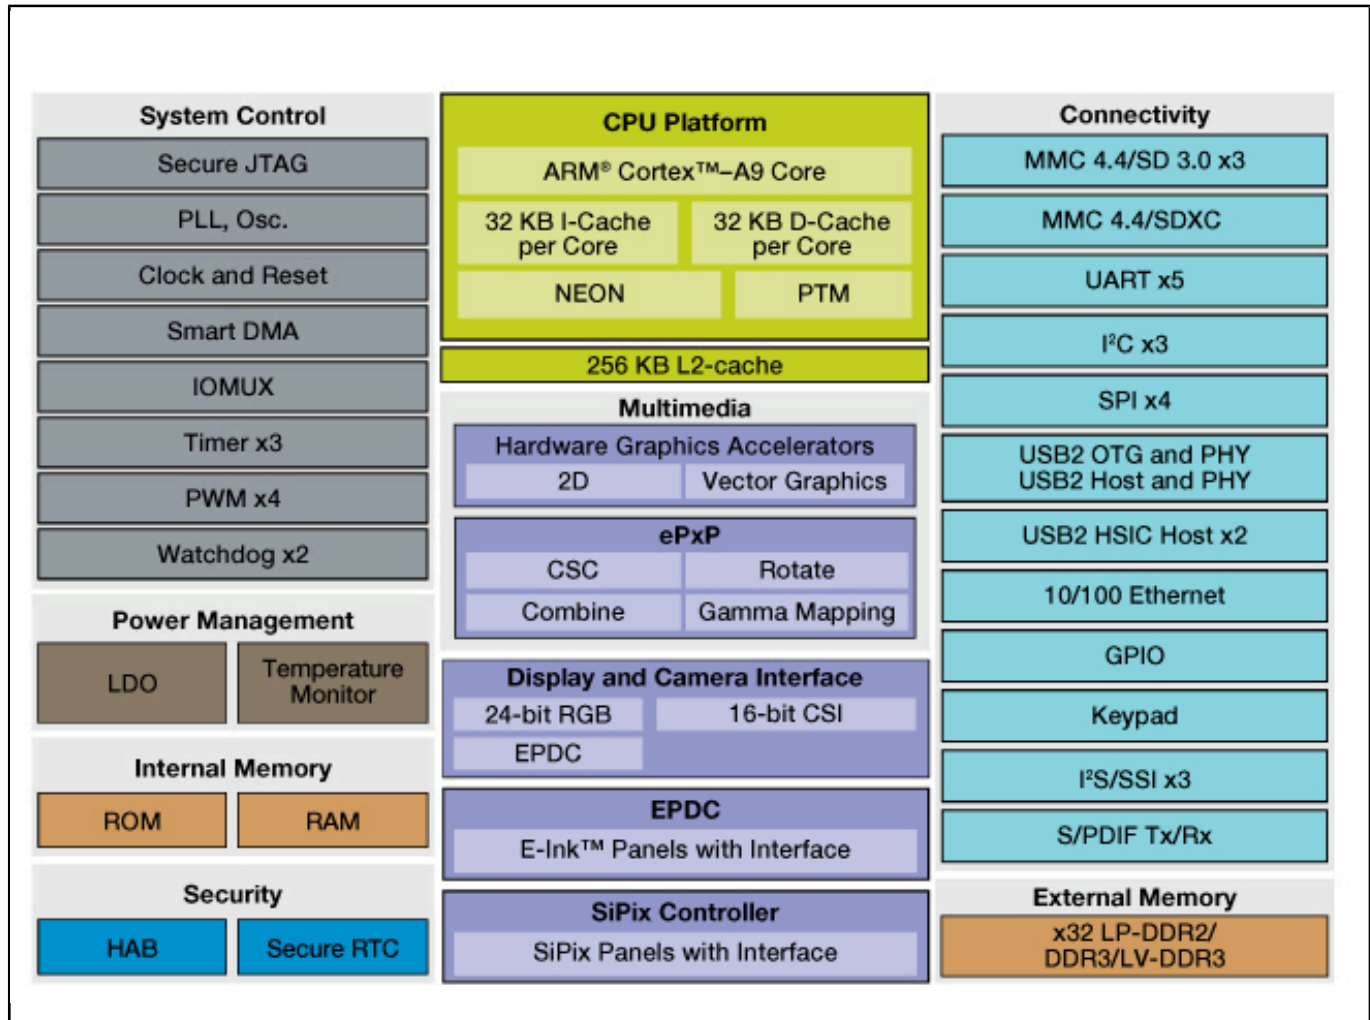 System Control
Secure JTAG
PLL, Osc.
Clock and Reset
Smart DMA
IOMUX
Timer x3
PWM x4
Watchdog x2
Power Management
LDO
Temperature
Monitor
Internal Memory
ROM
RAM
Security
HAB
Secure RTC
CPU Platform
ARM® Cortex™–A9 Core
32 KB I-Cache
per Core
32 KB D-Cache
per Core
NEON
PTM
256 KB L2-cache
Multimedia
Hardware Graphics Accelerators
2D
Vector Graphics
ePxP
CSC
Rotate
Combine
Gamma Mapping
Display and Camera Interface
24-bit RGB
16-bit CSI
EPDC
EPDC
E-Ink™ Panels with Interface
SiPix Controller
SiPix Panels with Interface
Connectivity
MMC 4.4/SD 3.0 x3
MMC 4.4/SDXC
UART x5
I²C x3
SPI x4
USB2 OTG and PHY
USB2 Host and PHY
USB2 HSIC Host x2
10/100 Ethernet
GPIO
Keypad
I²S/SSI x3
S/PDIF Tx/Rx
External Memory
x32 LP-DDR2/
DDR3/LV-DDR3